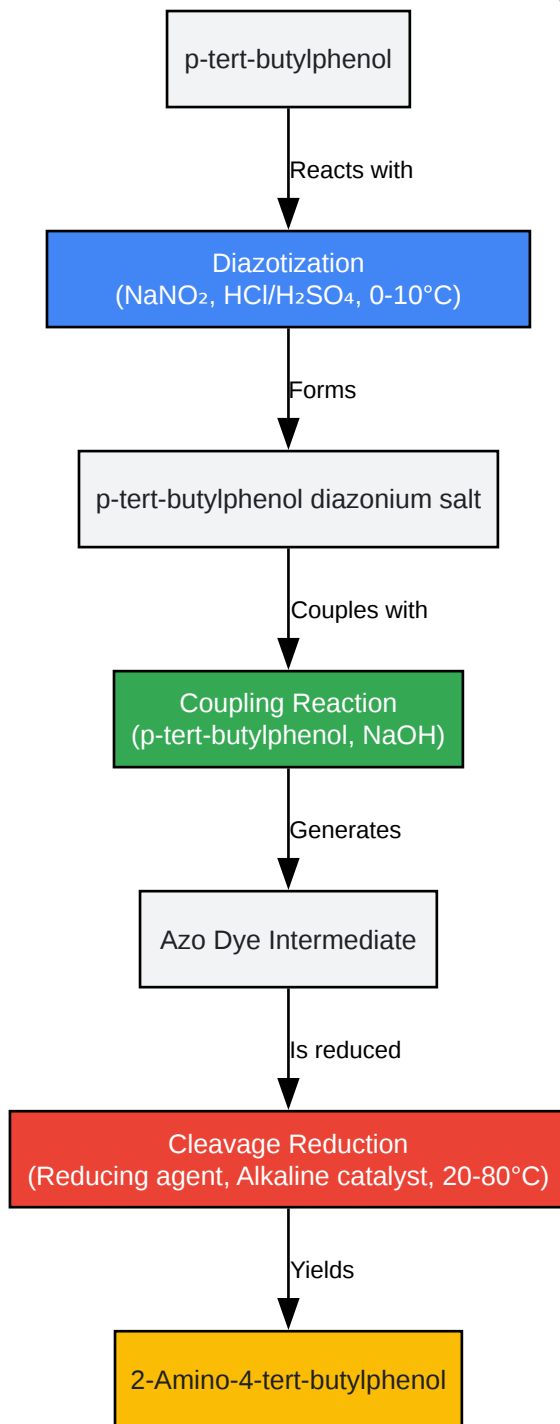 p-tert-butylphenol
Reacts with
Diazotization
(NaNO₂, HCl/H₂SO₄, 0-10°C)
Forms
p-tert-butylphenol diazonium salt
Couples with
Coupling Reaction
(p-tert-butylphenol, NaOH)
Generates
Azo Dye Intermediate
Is reduced
Cleavage Reduction
(Reducing agent, Alkaline catalyst, 20-80°C)
Yields
2-Amino-4-tert-butylphenol